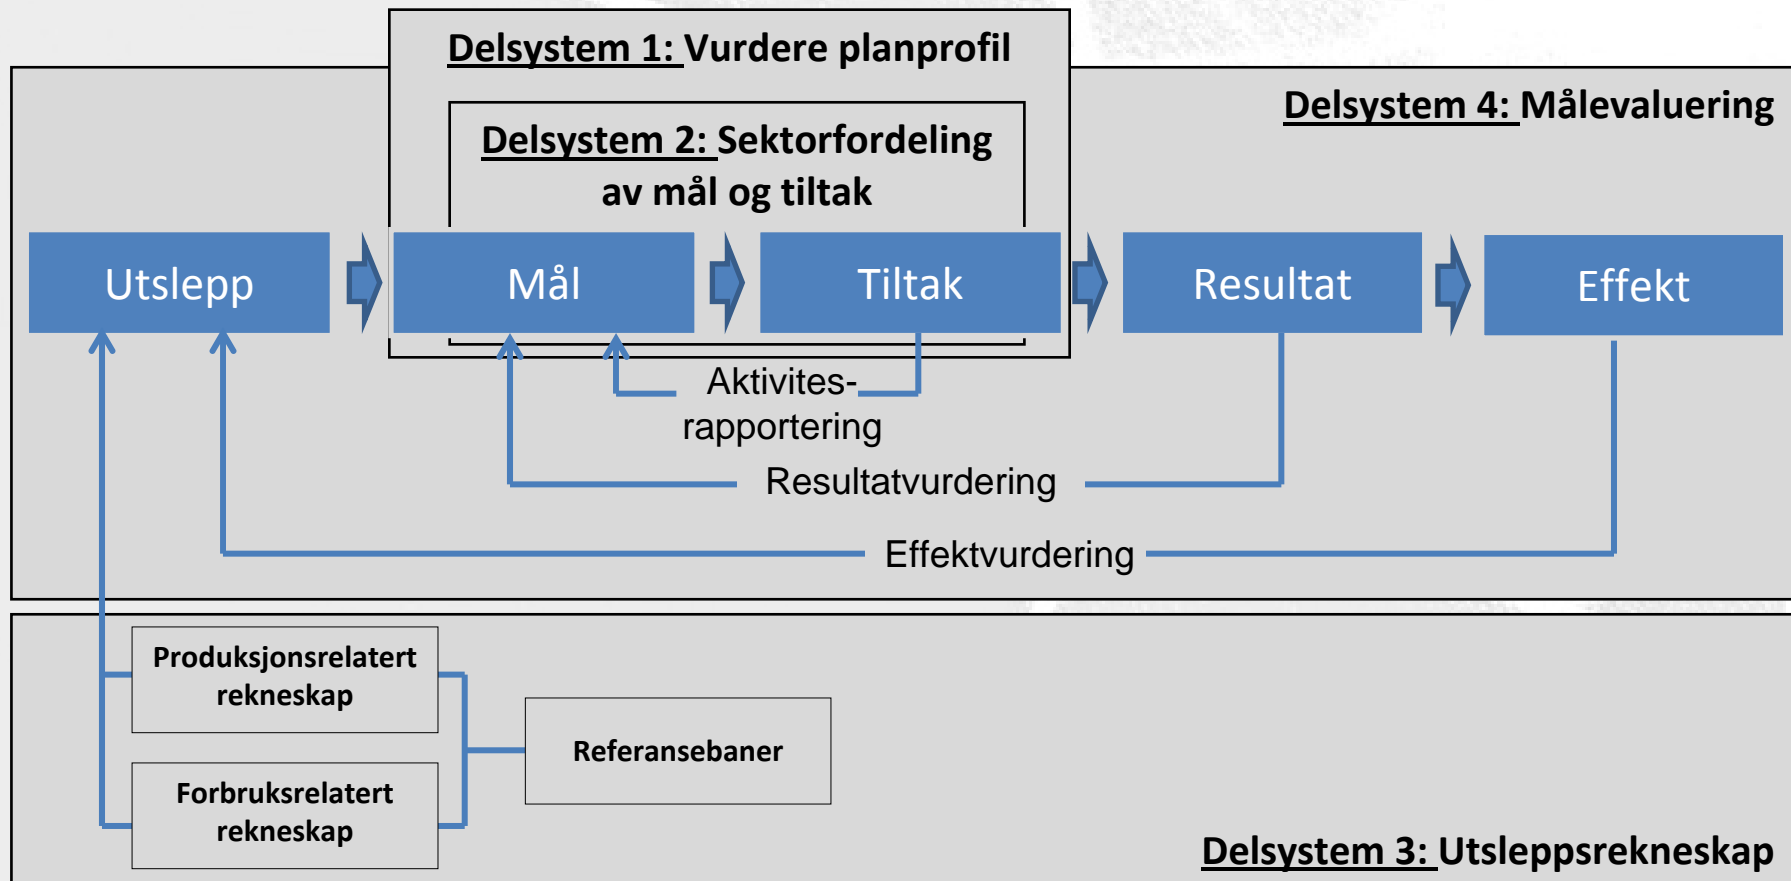 Delsystem 1: Vurdere planprofil
Delsystem 4: Målevaluering
Delsystem 2: Sektorfordeling
av mål og tiltak
Utslepp
Mål
Tiltak
Resultat
Effekt
Aktivites-
rapportering
Resultatvurdering
Effektvurdering
Produksjonsrelatert
rekneskap
Referansebaner
Forbruksrelatert
rekneskap
Delsystem 3: Utsleppsrekneskap